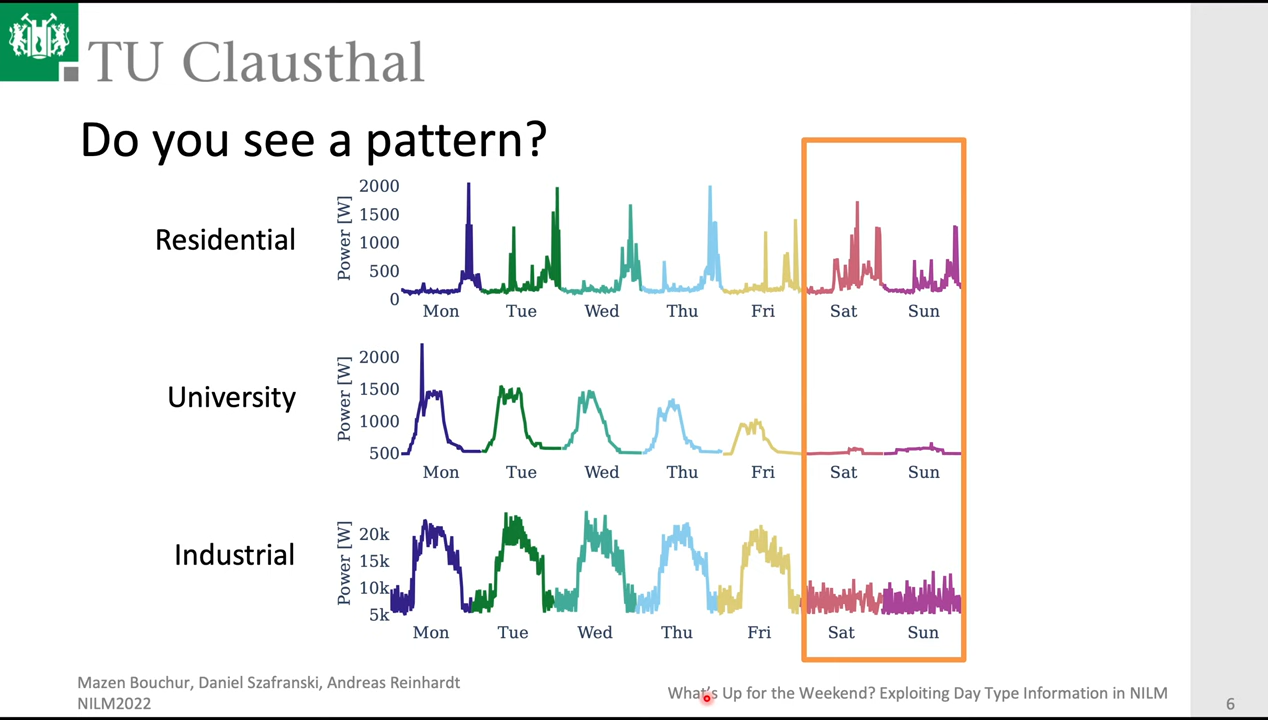 TU Clausthal
Do you see a pattern?
Residential
Power [W]
2000
1500
1000
500
0
Mon Tue Wed Thu Fri Sat Sun
University
Power [W]
2000
1500
1000
500
Mon Tue Wed Thu Fri Sat Sun
Industrial
Power [W]
20k
15k
10k
5k
Mon Tue Wed Thu Fri Sat Sun
Mazen Bouchur, Daniel Szafranski, Andreas Reinhardt
NILM2022
What's Up for the Weekend? Exploiting Day Type Information in NILM
6